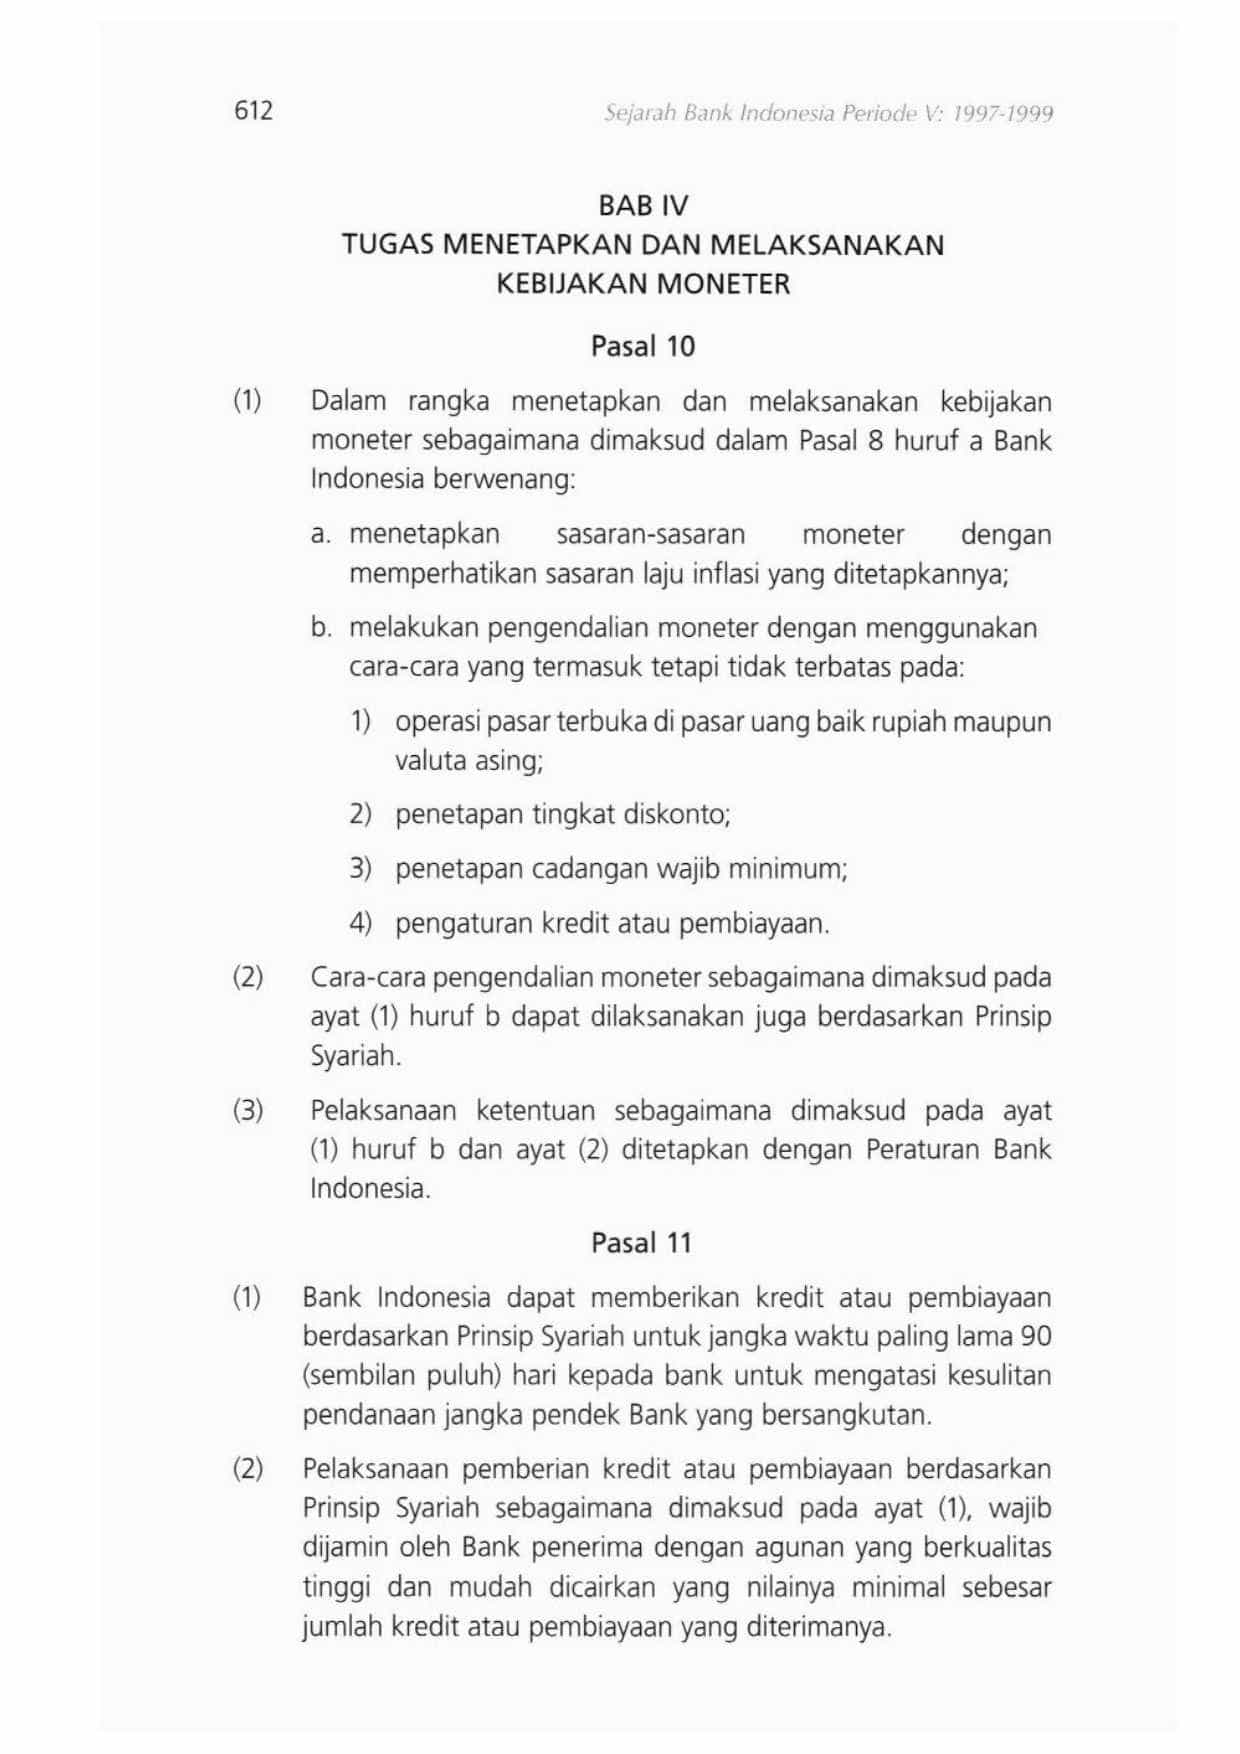 612
Sejarah Bank Indonesia Periode V: 1997-1999
BAB IV
TUGAS MENETAPKAN DAN MELAKSANAKAN
KEBIJAKAN MONETER
Pasal 10
(1) Dalam rangka menetapkan dan melaksanakan kebijakan
moneter sebagaimana dimaksud dalam Pasal 8 huruf a Bank
Indonesia berwenang:
a. menetapkan sasaran-sasaran moneter dengan
memperhatikan sasaran laju inflasi yang ditetapkannya;
b. melakukan pengendalian moneter dengan menggunakan
cara-cara yang termasuk tetapi tidak terbatas pada:
1) operasi pasar terbuka di pasar uang baik rupiah maupun
valuta asing;
2) penetapan tingkat diskonto;
3) penetapan cadangan wajib minimum;
4) pengaturan kredit atau pembiayaan.
(2) Cara-cara pengendalian moneter sebagaimana dimaksud pada
ayat (1) huruf b dapat dilaksanakan juga berdasarkan Prinsip
Syariah.
(3) Pelaksanaan ketentuan sebagaimana dimaksud pada ayat
(1) huruf b dan ayat (2) ditetapkan dengan Peraturan Bank
Indonesia.
Pasal 11
(1) Bank Indonesia dapat memberikan kredit atau pembiayaan
berdasarkan Prinsip Syariah untuk jangka waktu paling lama 90
(sembilan puluh) hari kepada bank untuk mengatasi kesulitan
pendanaan jangka pendek Bank yang bersangkutan.
(2) Pelaksanaan pemberian kredit atau pembiayaan berdasarkan
Prinsip Syariah sebagaimana dimaksud pada ayat (1), wajib
dijamin oleh Bank penerima dengan agunan yang berkualitas
tinggi dan mudah dicairkan yang nilainya minimal sebesar
jumlah kredit atau pembiayaan yang diterimanya.